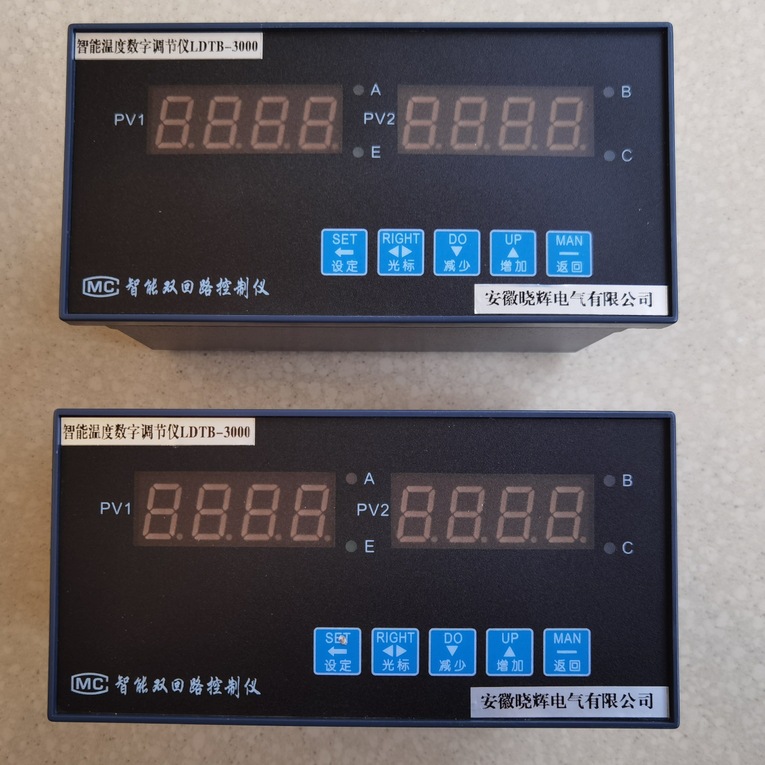 智能温度数字调节仪LDTB-3000
A
B
PV1
PV2
E
C
SET RIGHT DO UP MAN
设定 光标 减少 增加 返回
MC 智能双回路控制仪
安徽晓辉电气有限公司
智能温度数字调节仪LDTB-3000
A
B
PV1
PV2
E
C
SET RIGHT DO UP MAN
设定 光标 减少 增加 返回
MC 智能双回路控制仪
安徽晓辉电气有限公司